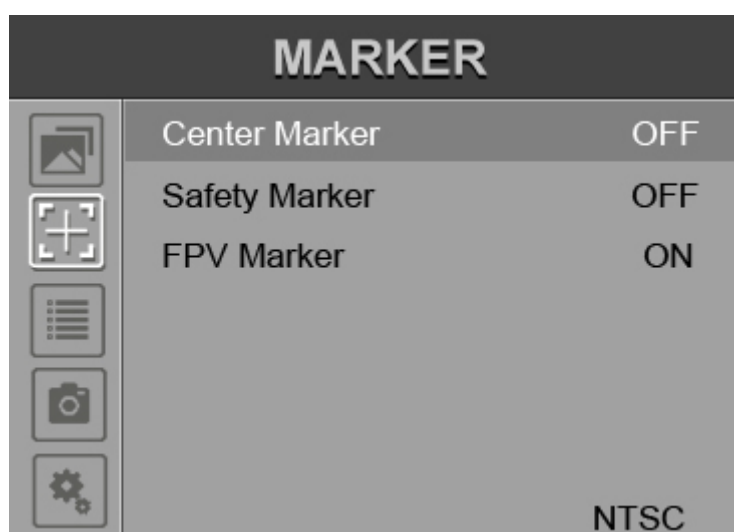 MARKER
Center Marker OFF
Safety Marker OFF
FPV Marker ON
NTSC